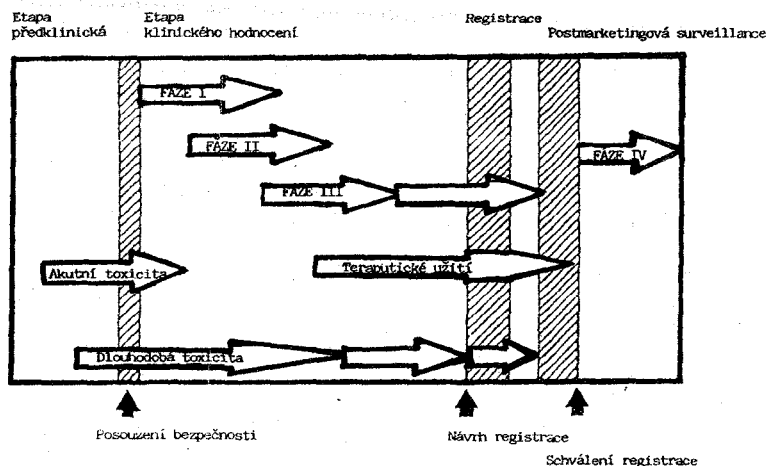 Etapa
předklinická
Etapa
klinického hodnocení
Registrace
Postmarketingová surveillance
FÁZE I
FÁZE II
FÁZE IV
FÁZE III
Akutní toxicita
Teraputické užití
Dlouhodobá toxicita
Posouzení bezpečnosti
Návrh registrace
Schválení registrace